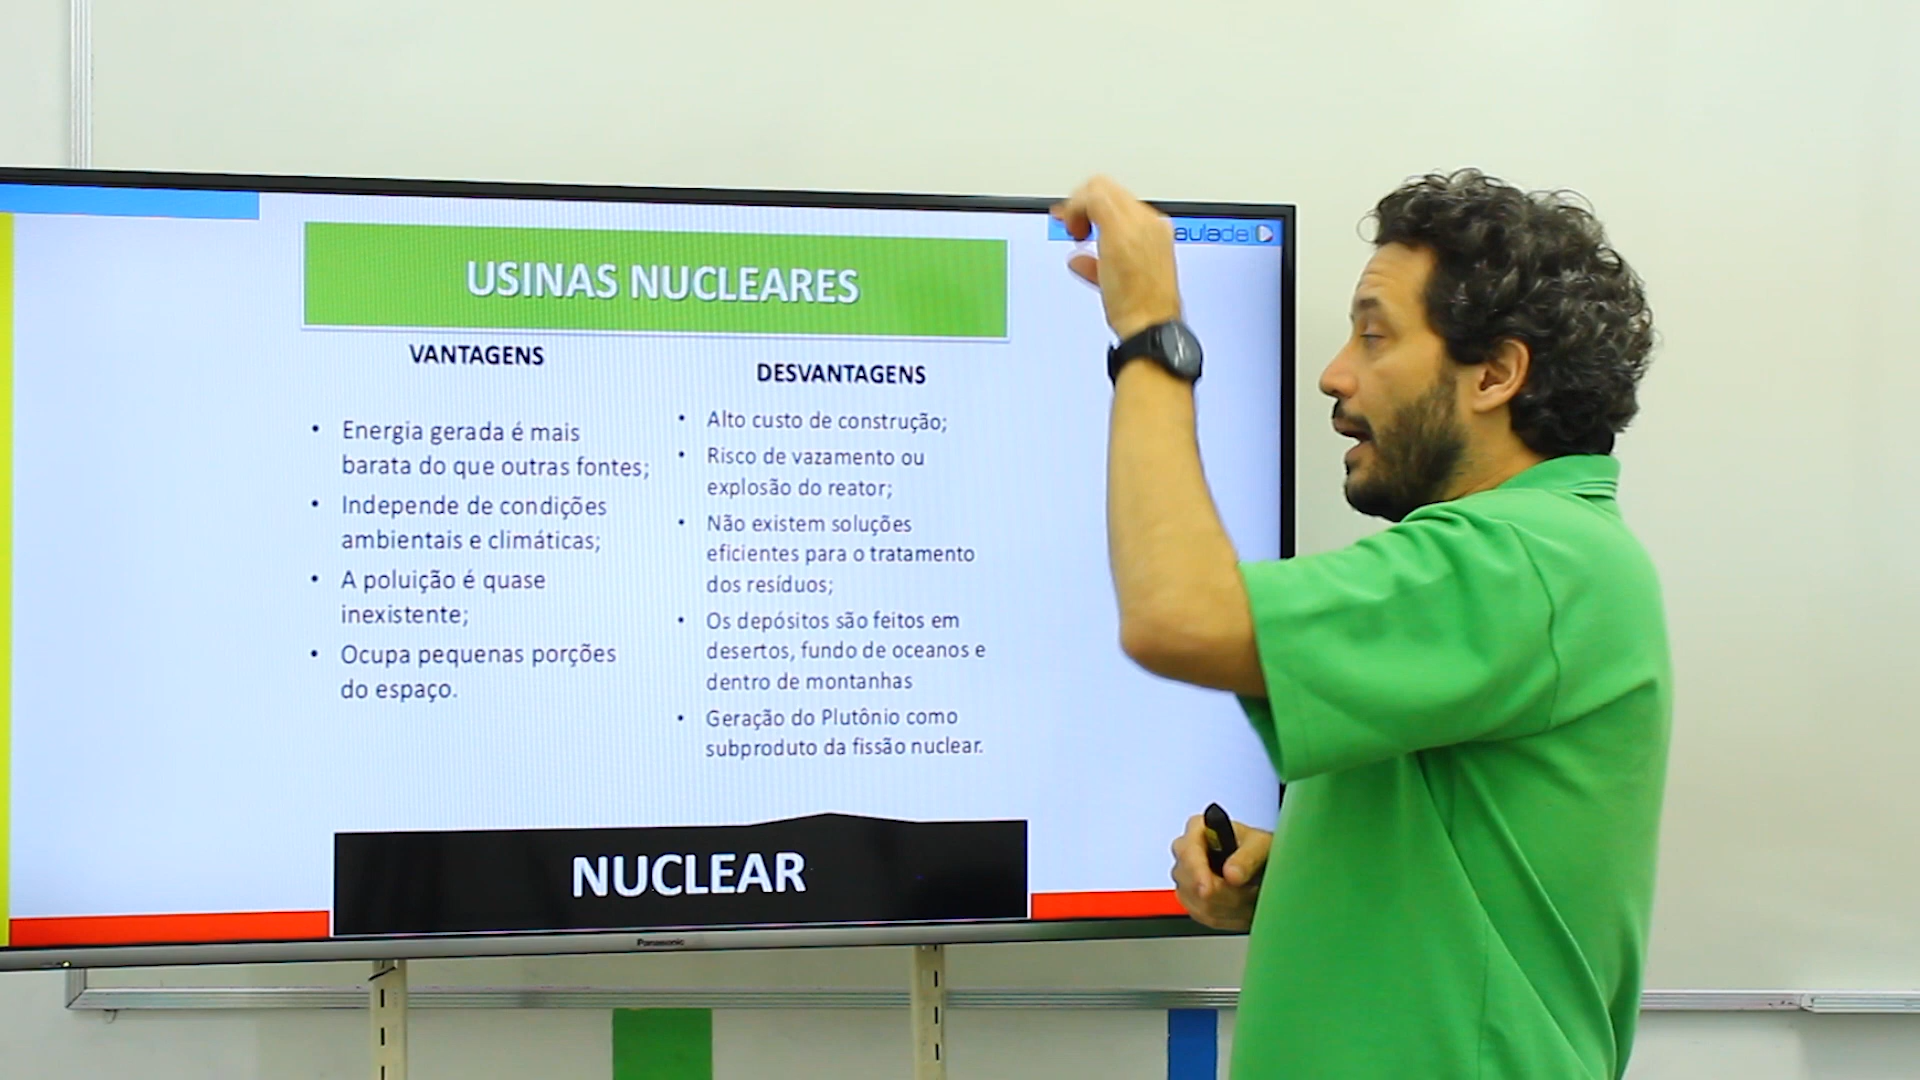 aulade
USINAS NUCLEARES
VANTAGENS
Energia gerada é mais
barata do que outras fontes;
Independe de condições
ambientais e climáticas;
A poluição é quase
inexistente;
Ocupa pequenas porções
do espaço.
DESVANTAGENS
Alto custo de construção;
Risco de vazamento ou
explosão do reator;
Não existem soluções
eficientes para o tratamento
dos resíduos;
Os depósitos são feitos em
desertos, fundo de oceanos e
dentro de montanhas
Geração do Plutônio como
subproduto da fissão nuclear.
NUCLEAR
Panasonic